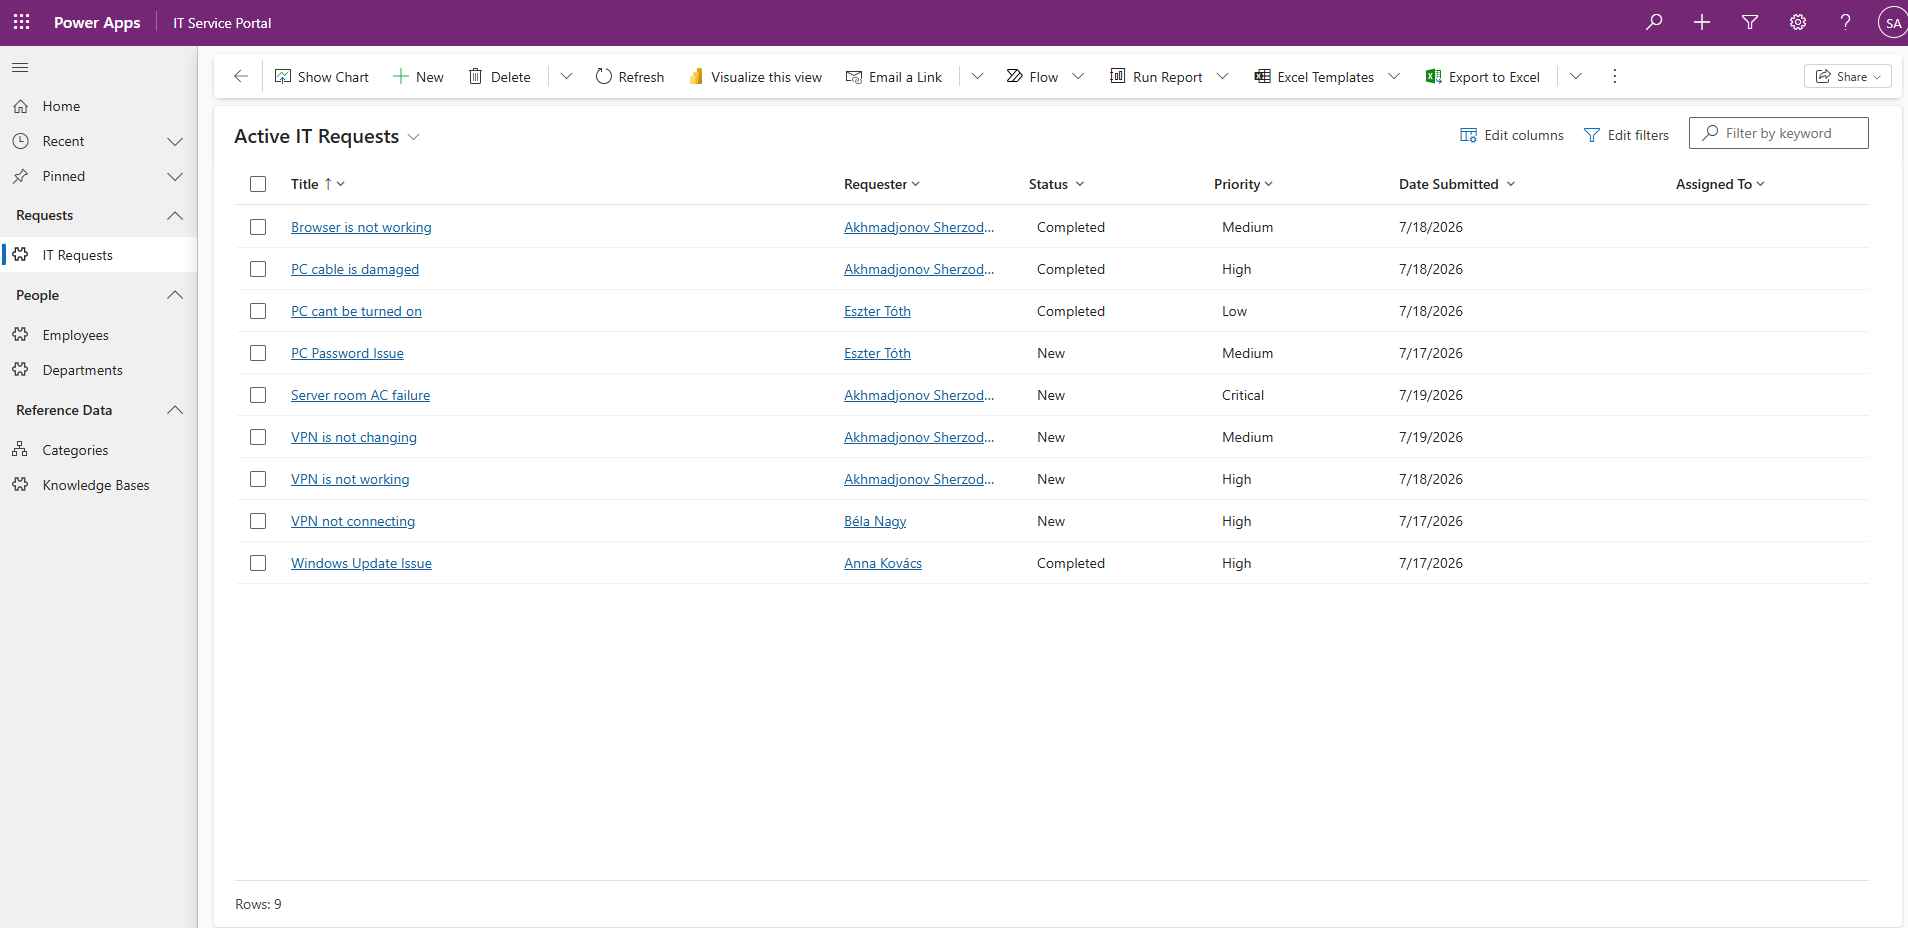 Power Apps IT Service Portal SA
Show Chart New Delete Refresh Visualize this view Email a Link Flow Run Report Excel Templates Export to Excel Share
Home
Recent
Pinned
Requests
IT Requests
People
Employees
Departments
Reference Data
Categories
Knowledge Bases
Active IT Requests Edit columns Edit filters Filter by keyword
Title Requester Status Priority Date Submitted Assigned To
Browser is not working Akhmadjonov Sherzod... Completed Medium 7/18/2026
PC cable is damaged Akhmadjonov Sherzod... Completed High 7/18/2026
PC cant be turned on Eszter Tóth Completed Low 7/18/2026
PC Password Issue Eszter Tóth New Medium 7/17/2026
Server room AC failure Akhmadjonov Sherzod... New Critical 7/19/2026
VPN is not changing Akhmadjonov Sherzod... New Medium 7/19/2026
VPN is not working Akhmadjonov Sherzod... New High 7/18/2026
VPN not connecting Béla Nagy New High 7/17/2026
Windows Update Issue Anna Kovács Completed High 7/17/2026
Rows: 9